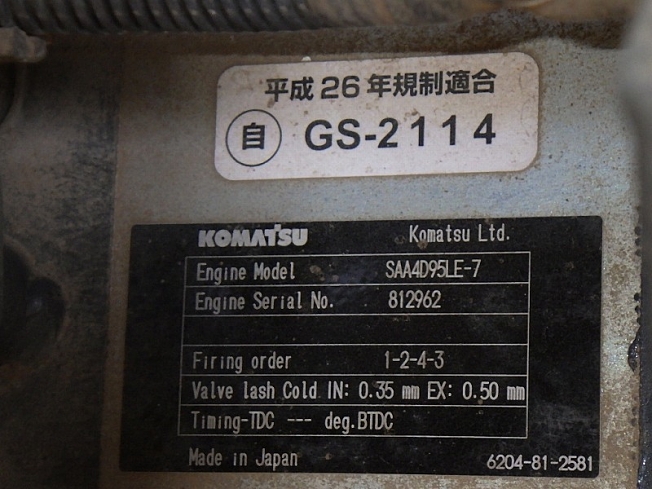 平成26年規制適合
自 GS-2114
KOMATSU Komatsu Ltd.
Engine Model SAA4D95LE-7
Engine Serial No. 812962
Firing order 1-2-4-3
Valve lash Cold IN: 0.35 mm EX: 0.50 mm
Timing-TDC --- deg.BTDC
Made in Japan 6204-81-2581